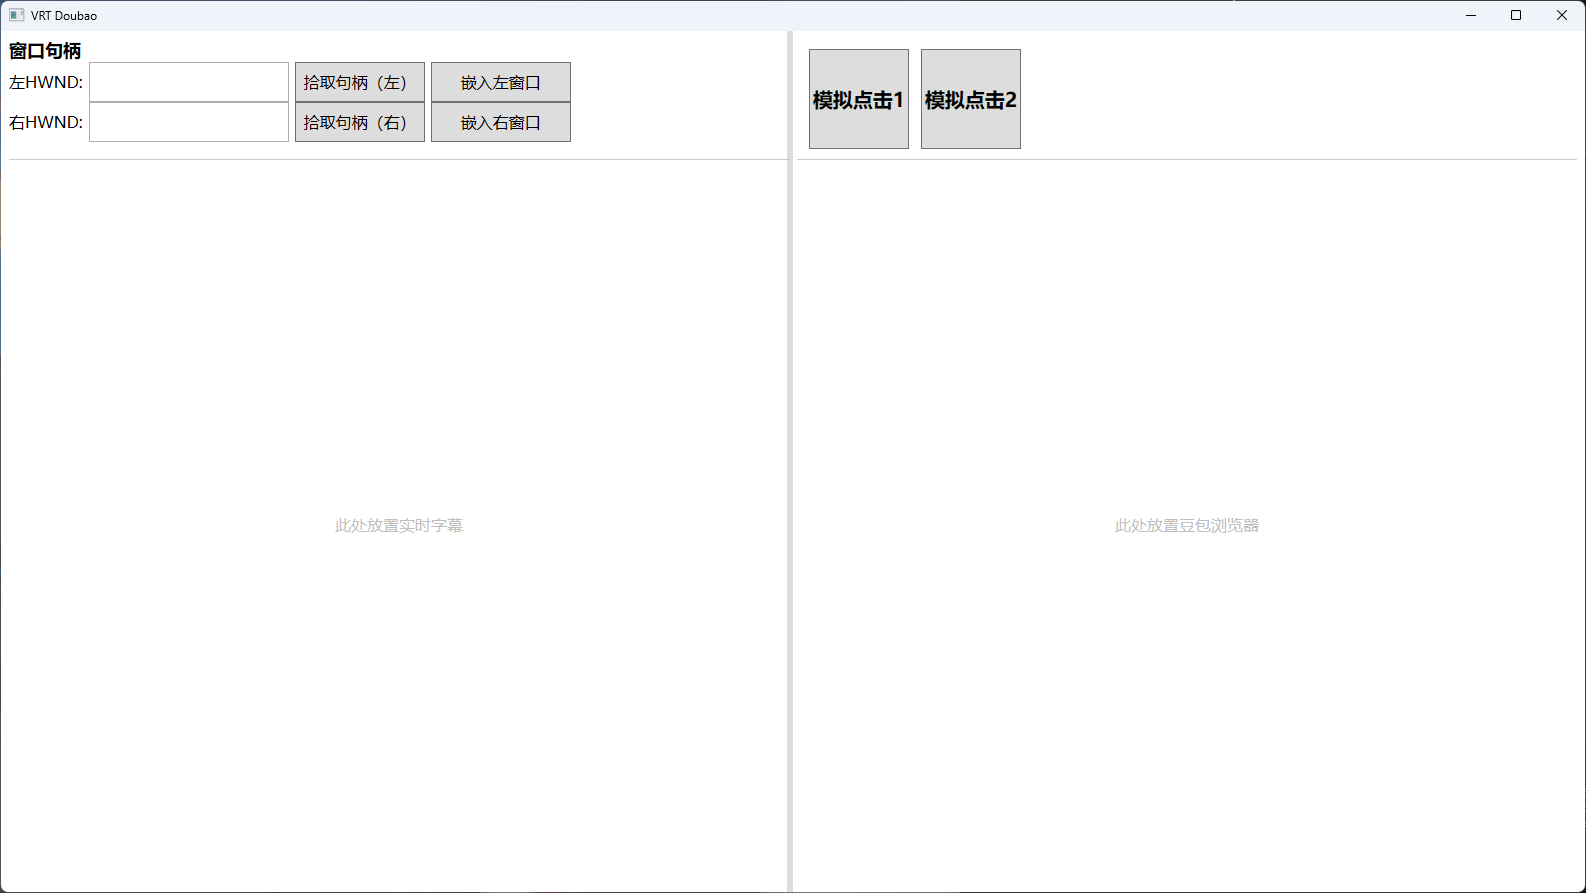 VRT Doubao
窗口句柄
左HWND: 拾取句柄（左） 嵌入左窗口
右HWND: 拾取句柄（右） 嵌入右窗口
模拟点击1 模拟点击2
此处放置实时字幕
此处放置豆包浏览器